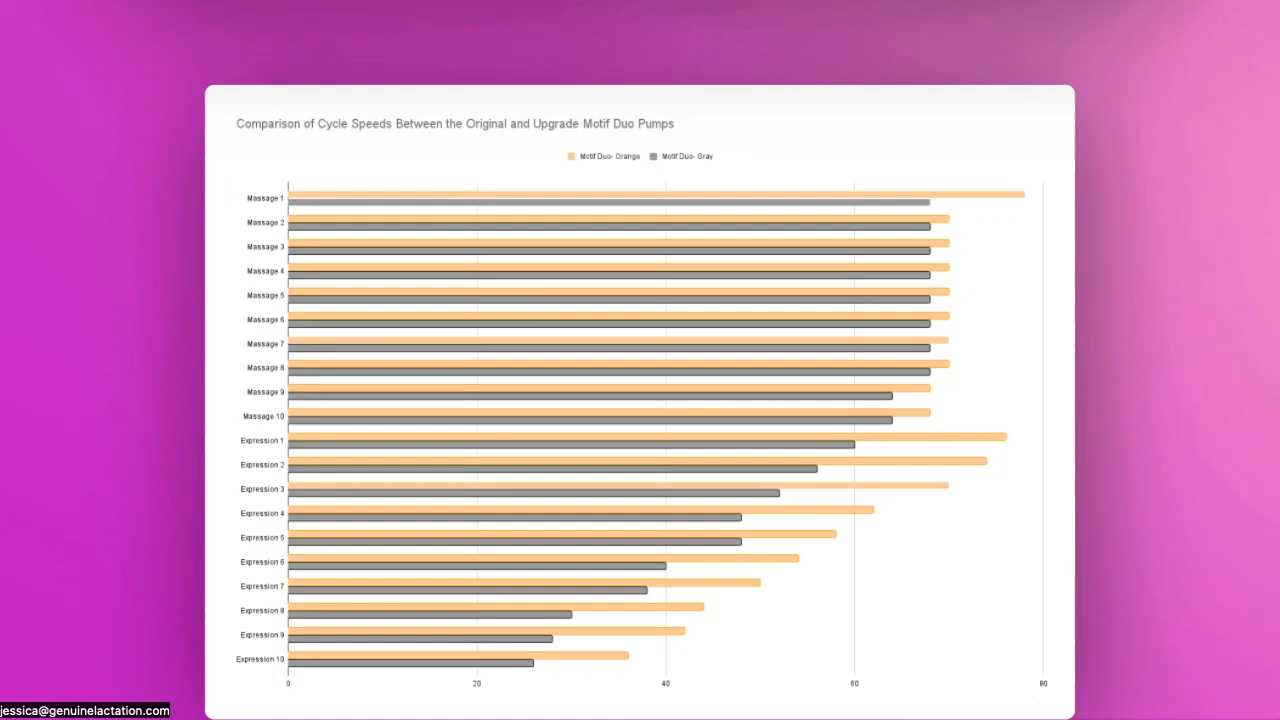 Comparison of Cycle Speeds Between the Original and Upgrade Motif Duo Pumps
Motif Duo- Orange Motif Duo- Gray
Massage 1
Massage 2
Massage 3
Massage 4
Massage 5
Massage 6
Massage 7
Massage 8
Massage 9
Massage 10
Expression 1
Expression 2
Expression 3
Expression 4
Expression 5
Expression 6
Expression 7
Expression 8
Expression 9
Expression 10
0 20 40 60 80
jessica@genuinelactation.com